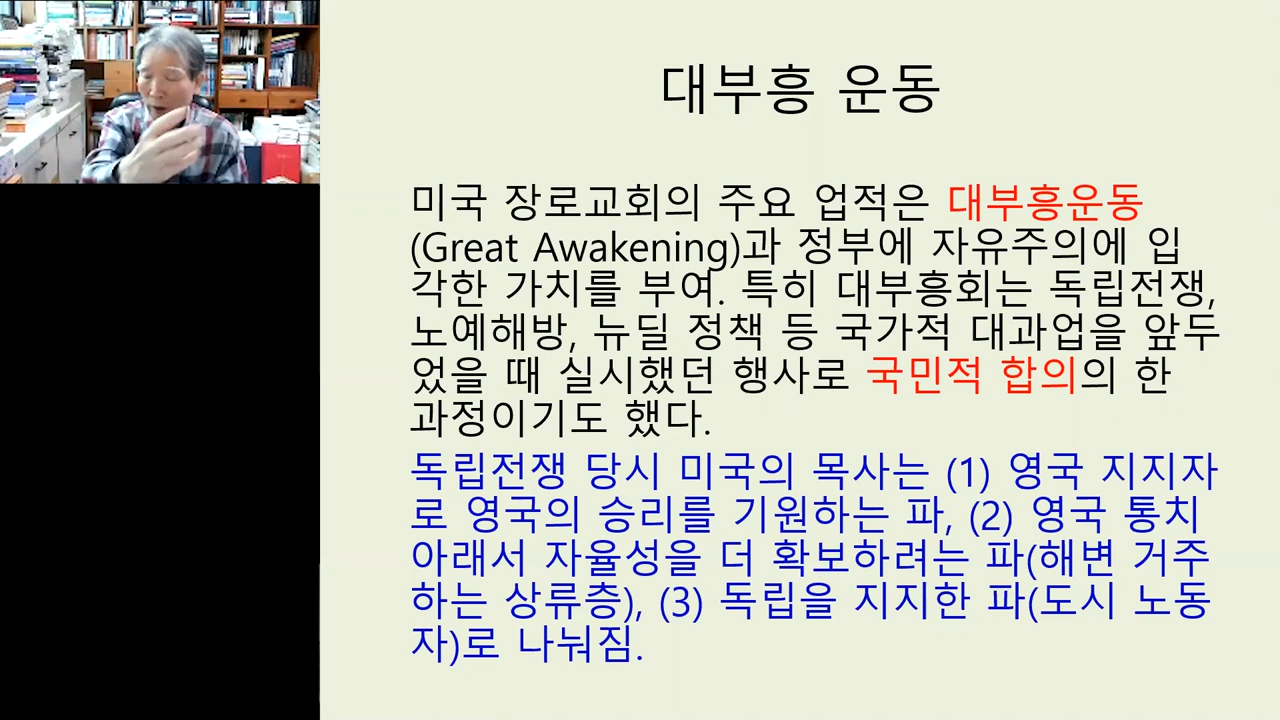 대부흥 운동
미국 장로교회의 주요 업적은 대부흥운동
(Great Awakening)과 정부에 자유주의에 입
각한 가치를 부여. 특히 대부흥회는 독립전쟁,
노예해방, 뉴딜 정책 등 국가적 대과업을 앞두
었을 때 실시했던 행사로 국민적 합의의 한
과정이기도 했다.
독립전쟁 당시 미국의 목사는 (1) 영국 지지자
로 영국의 승리를 기원하는 파, (2) 영국 통치
아래서 자율성을 더 확보하려는 파(해변 거주
하는 상류층), (3) 독립을 지지한 파(도시 노동
자)로 나눠짐.